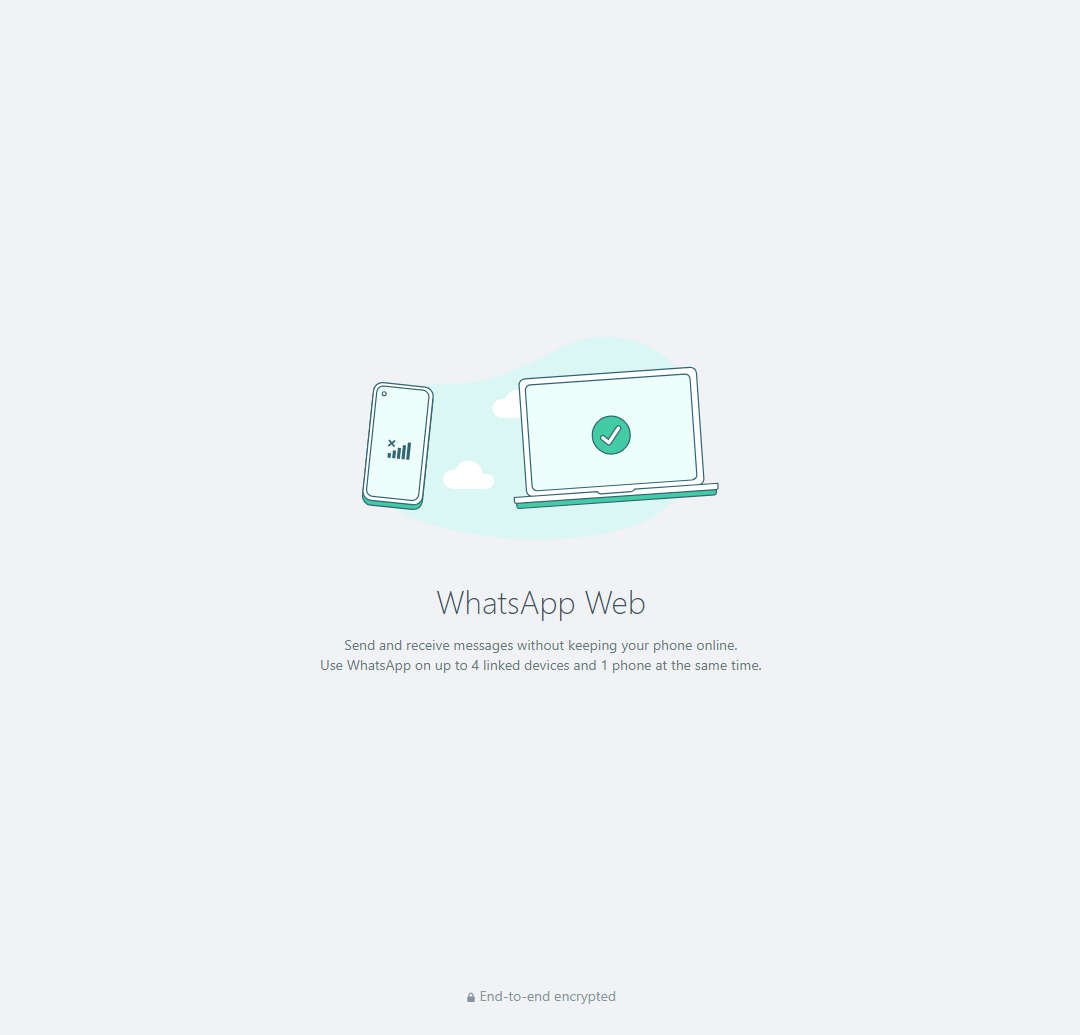 WhatsApp Web
Send and receive messages without keeping your phone online.
Use WhatsApp on up to 4 linked devices and 1 phone at the same time.
End-to-end encrypted